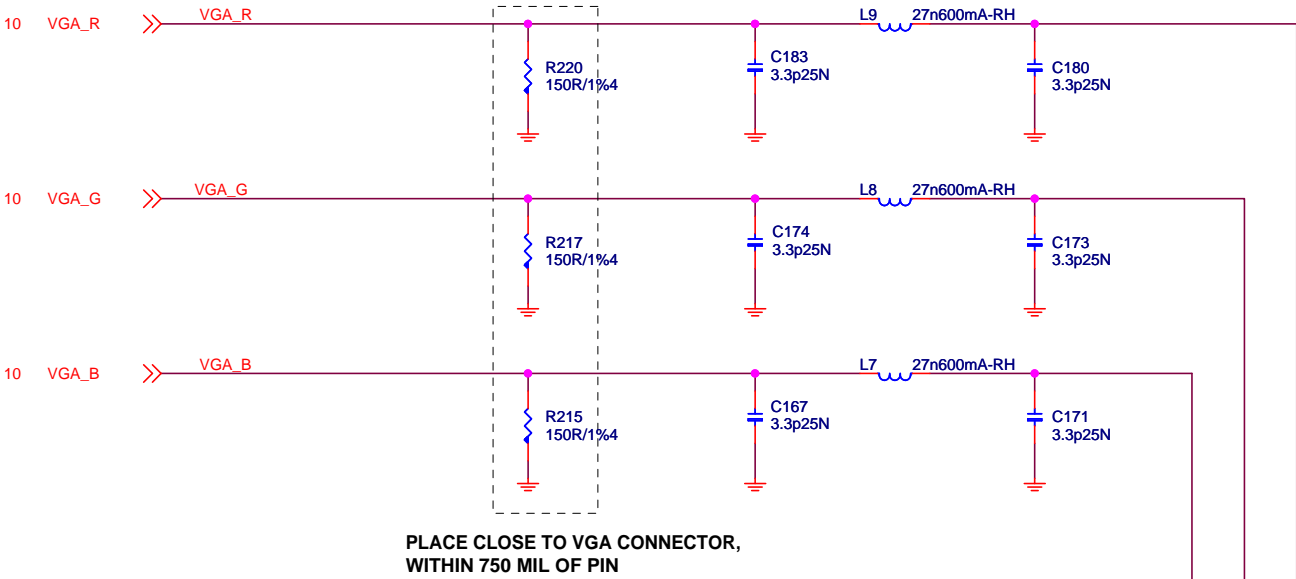 10 VGA_R VGA_R L9 27n600mA-RH
R220
150R/1%4
C183
3.3p25N
C180
3.3p25N
10 VGA_G VGA_G L8 27n600mA-RH
R217
150R/1%4
C174
3.3p25N
C173
3.3p25N
10 VGA_B VGA_B L7 27n600mA-RH
R215
150R/1%4
C167
3.3p25N
C171
3.3p25N
PLACE CLOSE TO VGA CONNECTOR,
WITHIN 750 MIL OF PIN